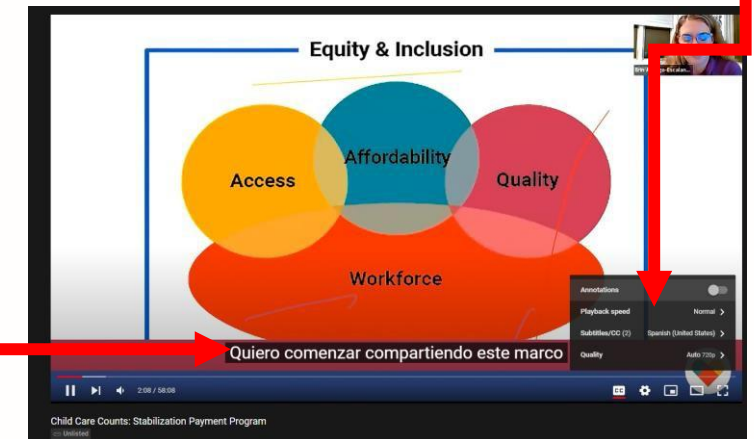 Equity & Inclusion
Access
Affordability
Quality
Workforce
Annotations
Playback speed Normal
Subtitles/CC (2) Spanish (United States)
Quality Auto 720p
Quiero comenzar compartiendo este marco
2:08 / 58:08
CC
Child Care Counts: Stabilization Payment Program
Unlisted